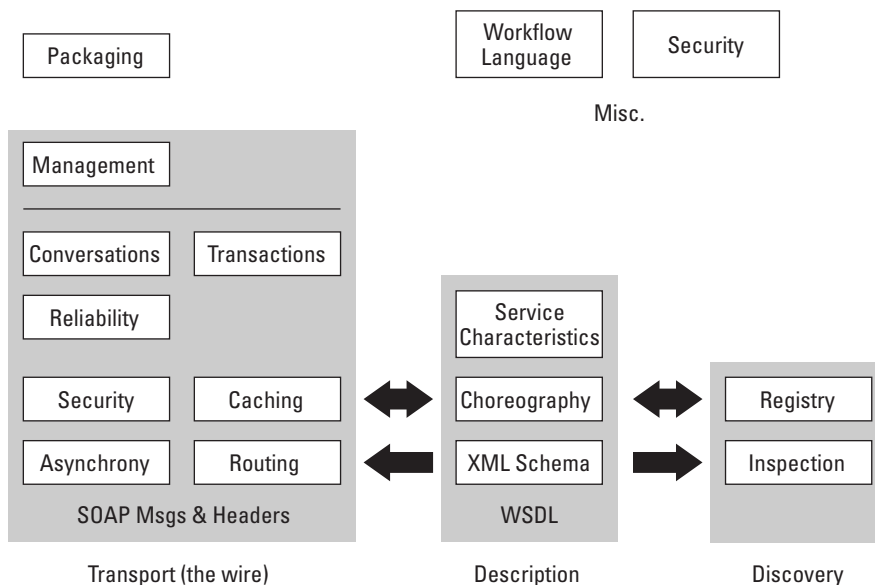 Packaging
Workflow
Language
Security
Misc.
Management
Conversations
Transactions
Reliability
Security
Caching
Asynchrony
Routing
SOAP Msgs & Headers
Transport (the wire)
Service
Characteristics
Choreography
XML Schema
WSDL
Description
Registry
Inspection
Discovery